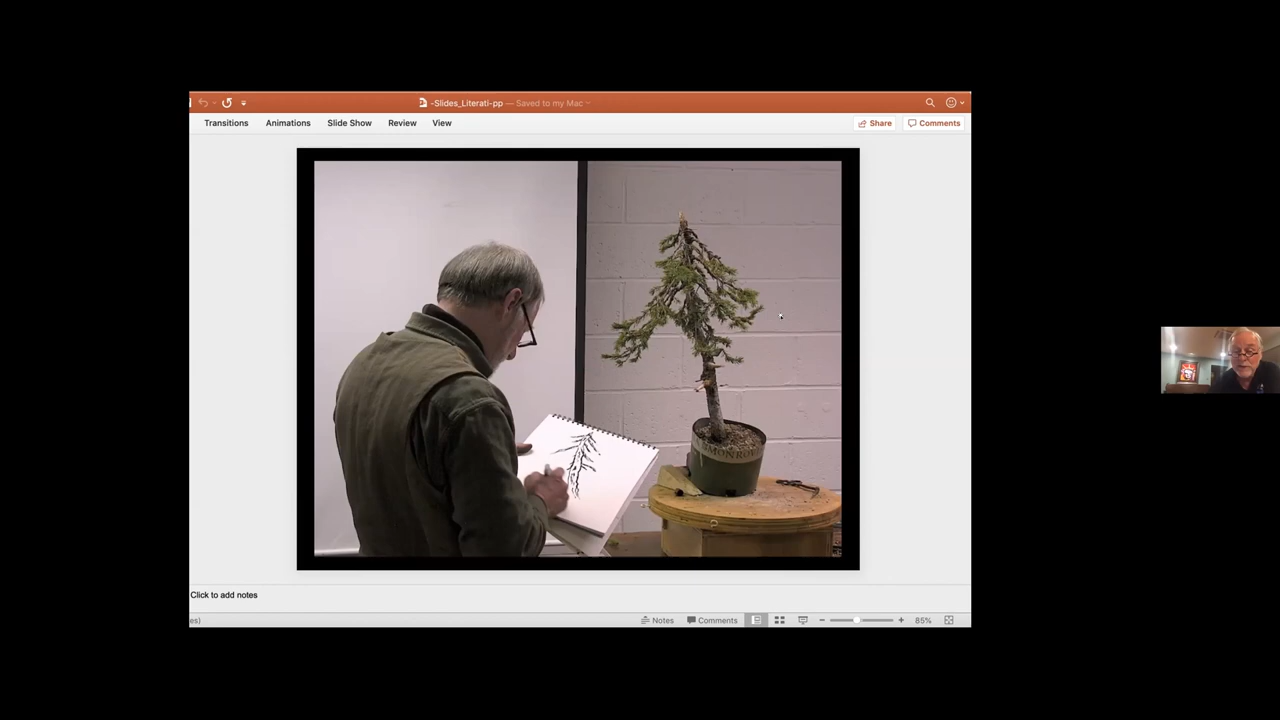 -Slides_Literati-pp — Saved to my Mac
Transitions Animations Slide Show Review View Share Comments
Click to add notes
es) Notes Comments 85%